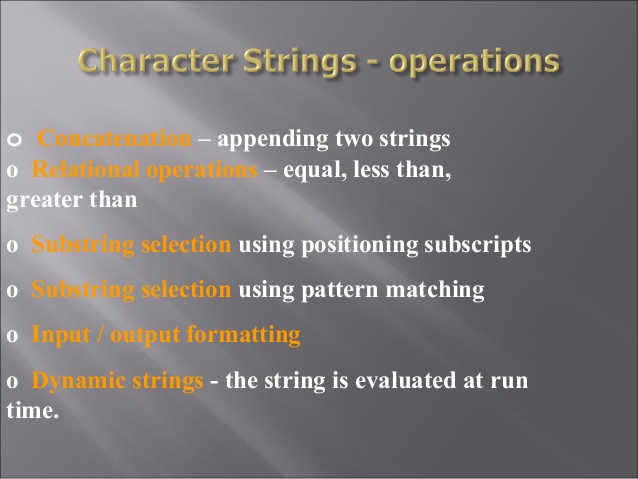 Character Strings - operations
o Concatenation – appending two strings
o Relational operations – equal, less than,
greater than
o Substring selection using positioning subscripts
o Substring selection using pattern matching
o Input / output formatting
o Dynamic strings - the string is evaluated at run
time.